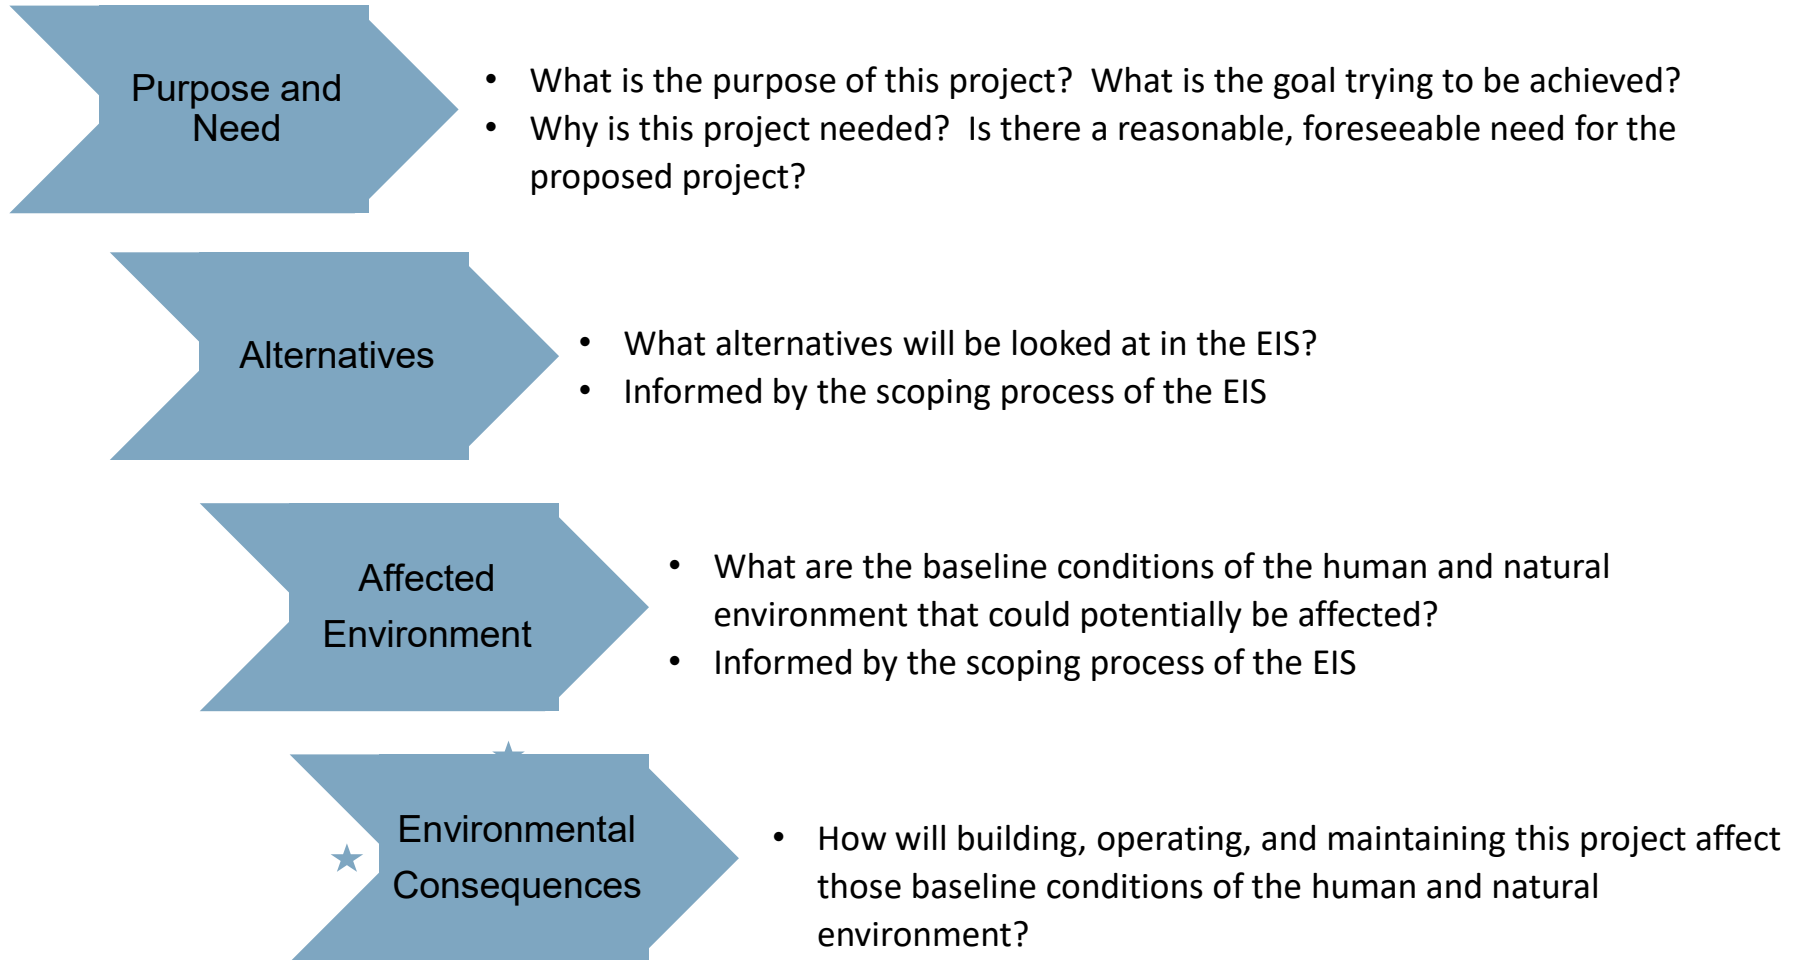 Purpose and
Need
• What is the purpose of this project?  What is the goal trying to be achieved?
• Why is this project needed?  Is there a reasonable, foreseeable need for the
proposed project?
Alternatives
• What alternatives will be looked at in the EIS?
• Informed by the scoping process of the EIS
Affected
Environment
• What are the baseline conditions of the human and natural
environment that could potentially be affected?
• Informed by the scoping process of the EIS
Environmental
Consequences
• How will building, operating, and maintaining this project affect
those baseline conditions of the human and natural
environment?